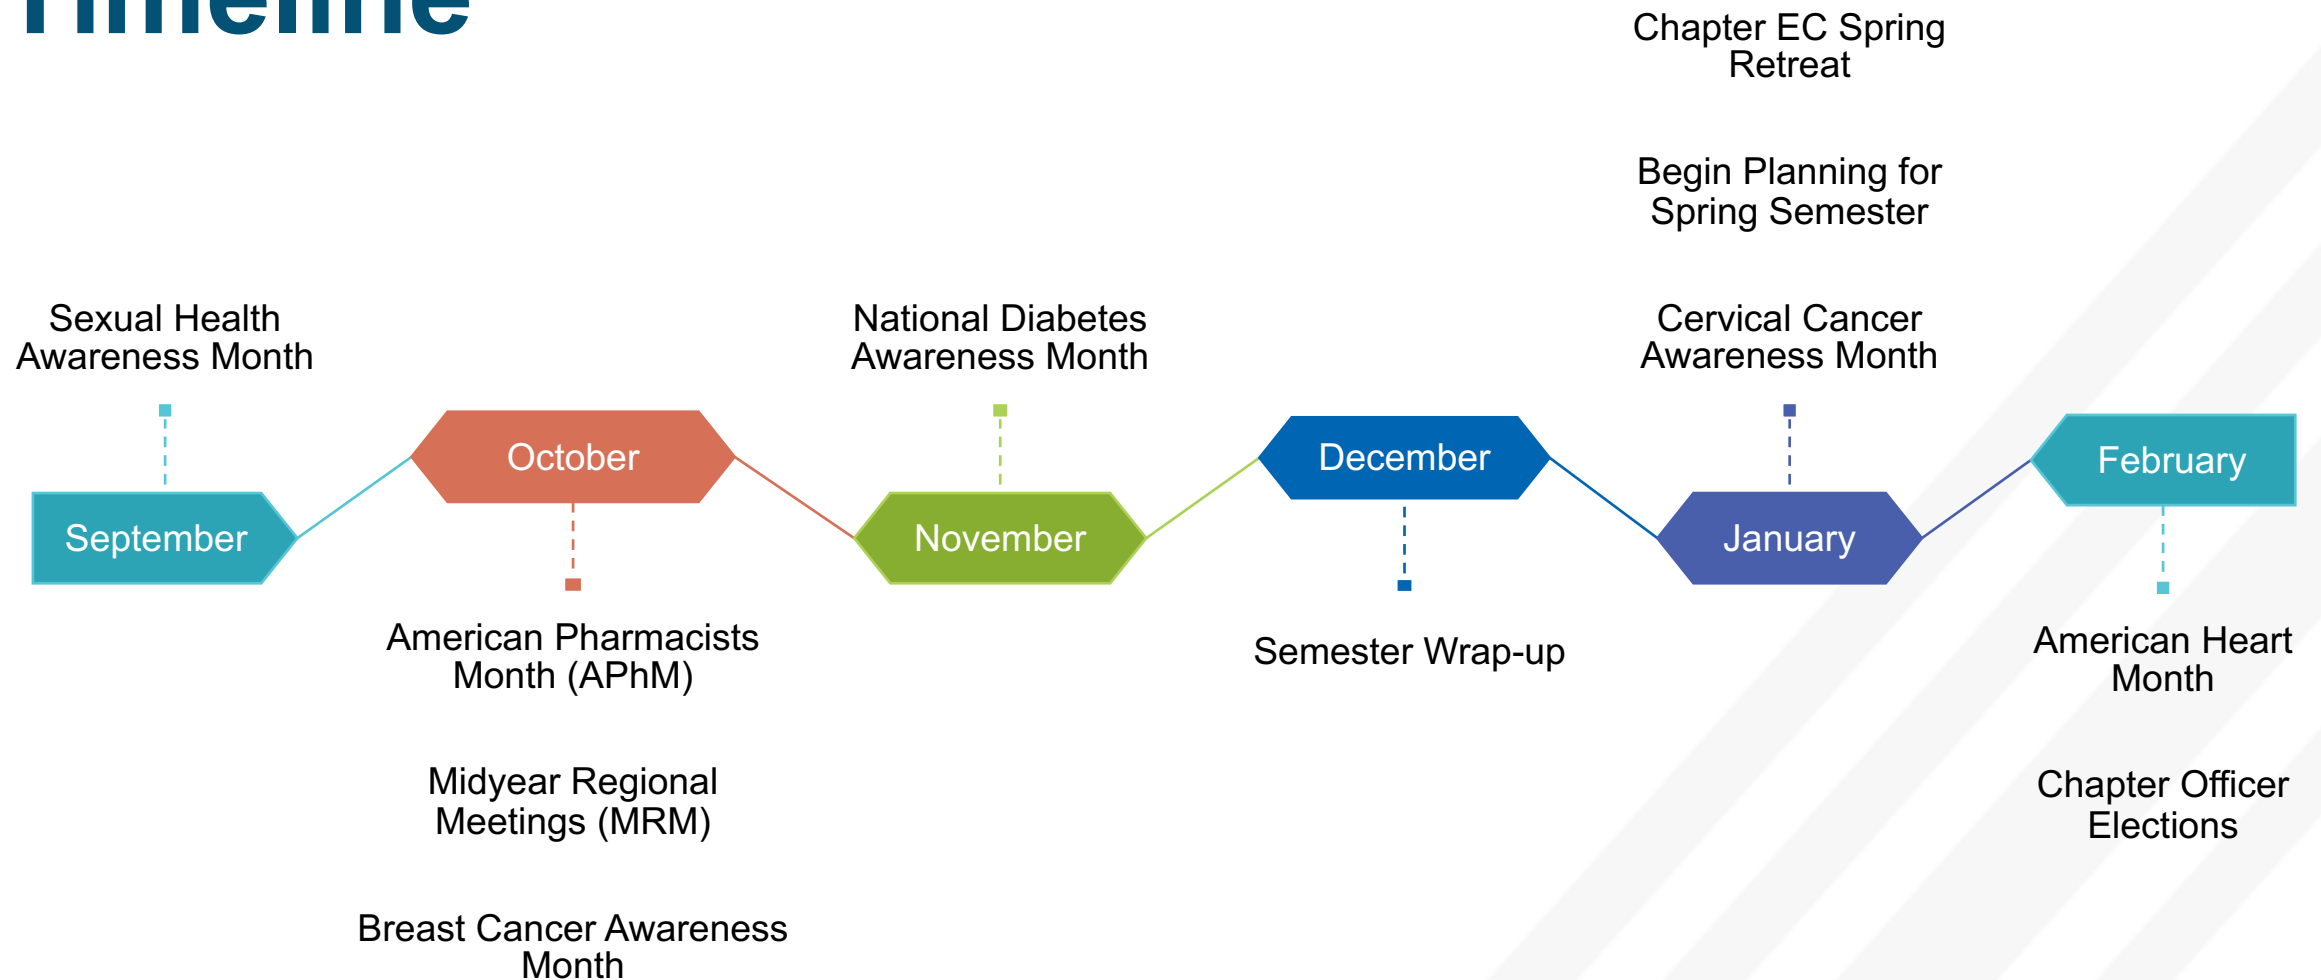 Timeline
Chapter EC Spring
Retreat
Begin Planning for
Spring Semester
Sexual Health
Awareness Month
National Diabetes
Awareness Month
Cervical Cancer
Awareness Month
September
October
November
December
January
February
American Pharmacists
Month (APhM)
Midyear Regional
Meetings (MRM)
Breast Cancer Awareness
Month
Semester Wrap-up
American Heart
Month
Chapter Officer
Elections